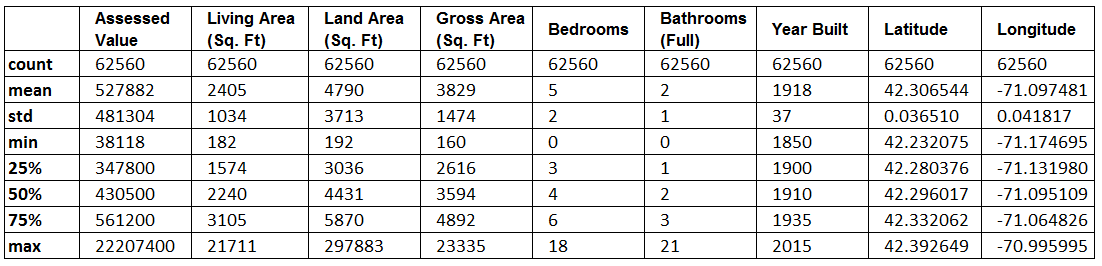 Assessed Value Living Area (Sq. Ft) Land Area (Sq. Ft) Gross Area (Sq. Ft) Bedrooms Bathrooms (Full) Year Built Latitude Longitude
count 62560 62560 62560 62560 62560 62560 62560 62560 62560
mean 527882 2405 4790 3829 5 2 1918 42.306544 -71.097481
std 481304 1034 3713 1474 2 1 37 0.036510 0.041817
min 38118 182 192 160 0 0 1850 42.232075 -71.174695
25% 347800 1574 3036 2616 3 1 1900 42.280376 -71.131980
50% 430500 2240 4431 3594 4 2 1910 42.296017 -71.095109
75% 561200 3105 5870 4892 6 3 1935 42.332062 -71.064826
max 22207400 21711 297883 23335 18 21 2015 42.392649 -70.995995